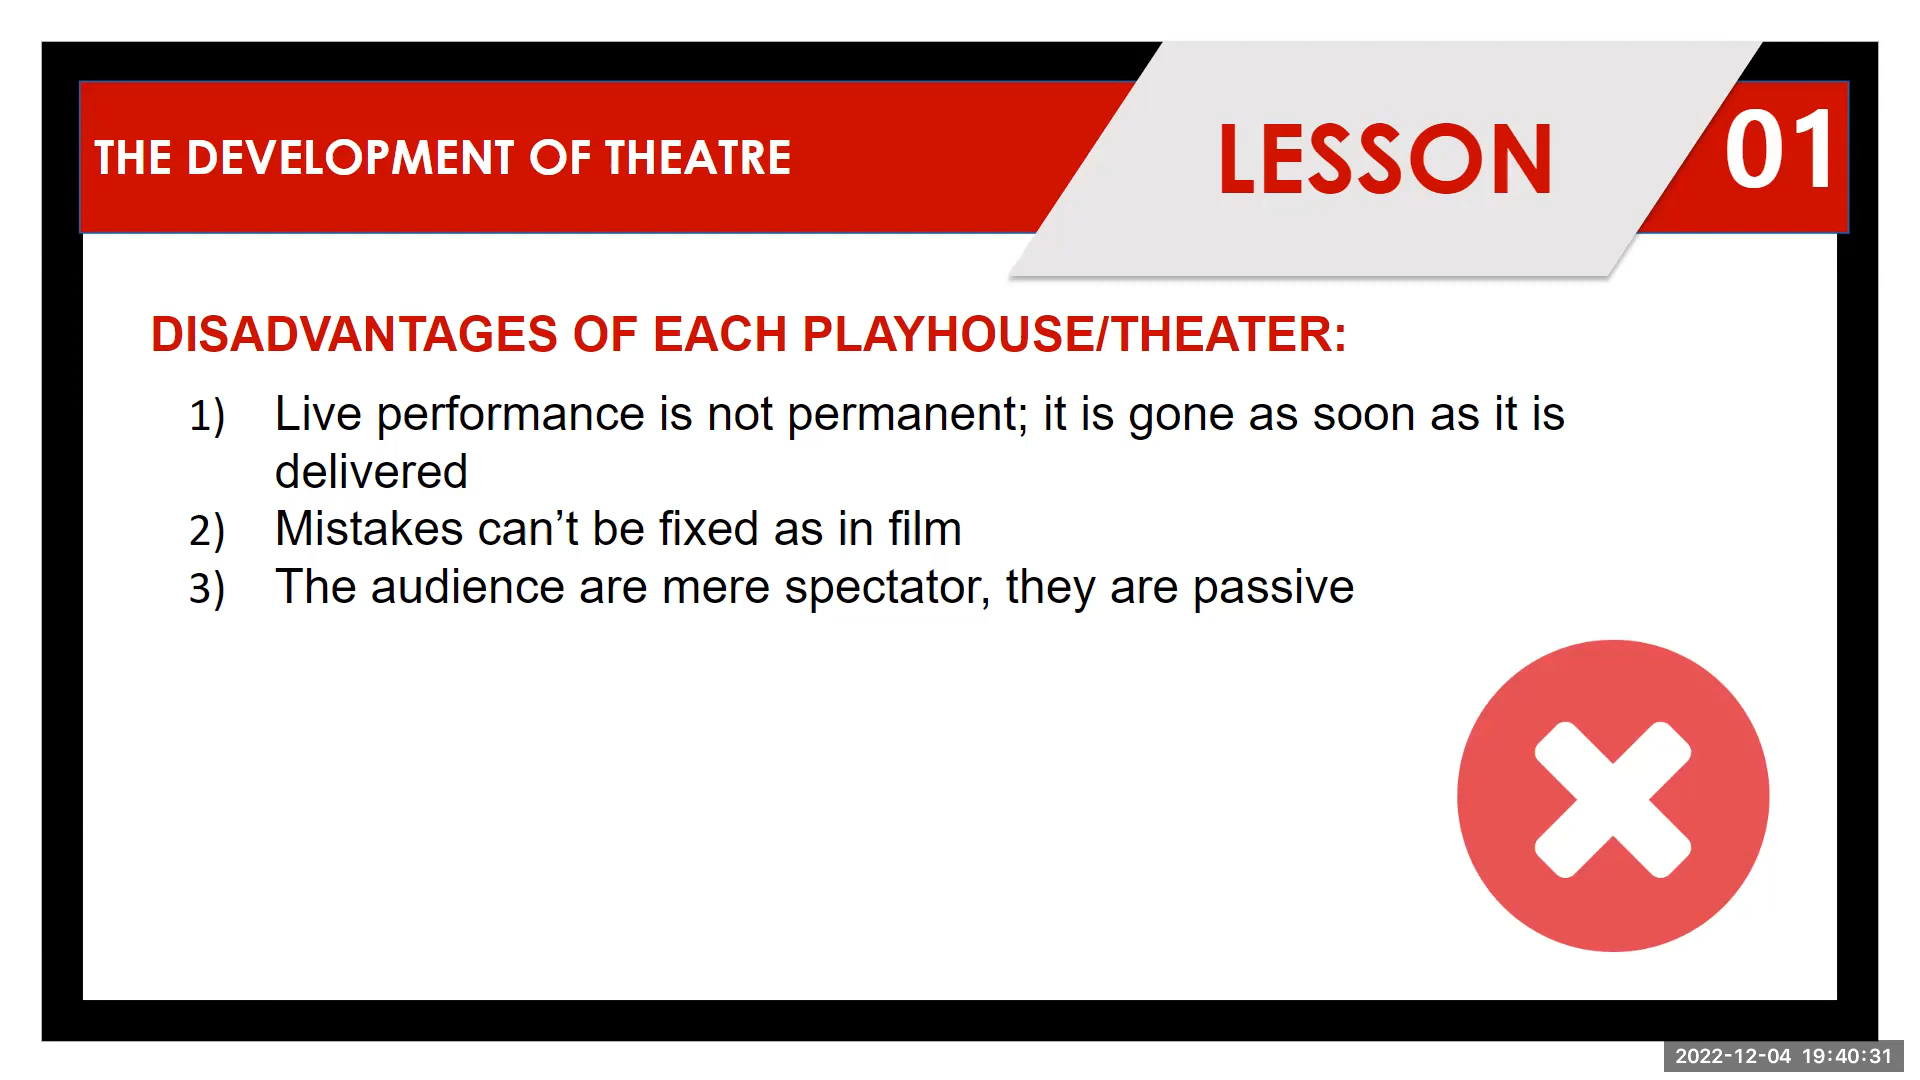 THE DEVELOPMENT OF THEATRE
LESSON
01
DISADVANTAGES OF EACH PLAYHOUSE/THEATER:
1) Live performance is not permanent; it is gone as soon as it is
delivered
2) Mistakes can’t be fixed as in film
3) The audience are mere spectator, they are passive
2022-12-04 19:40:31